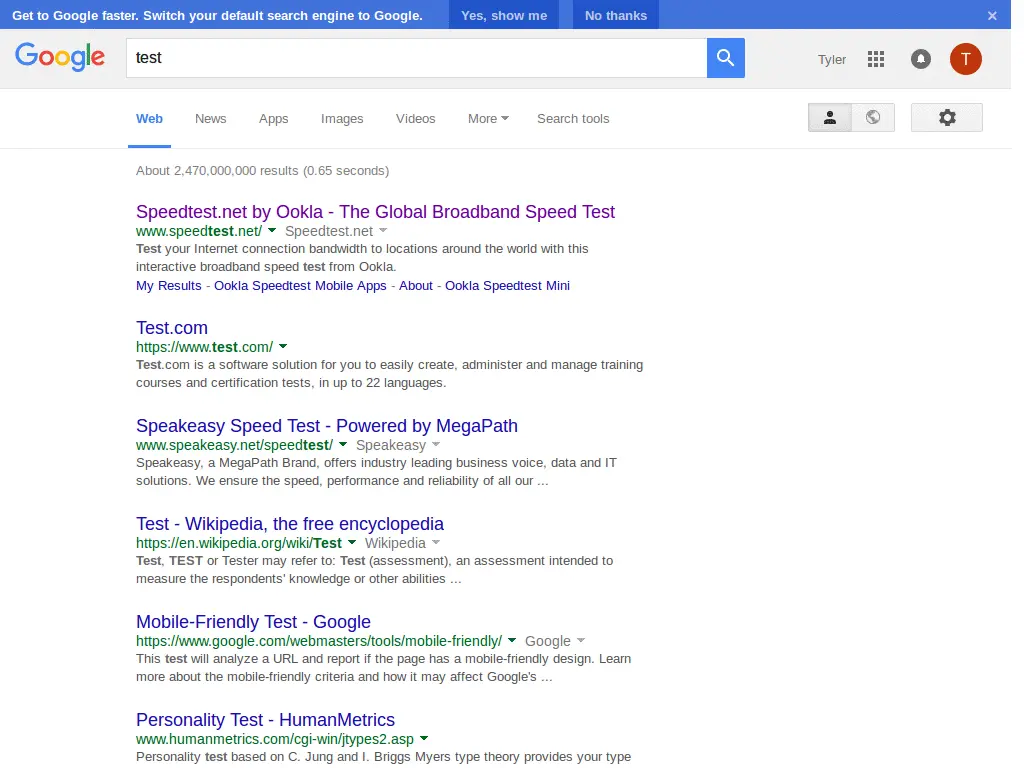 Get to Google faster. Switch your default search engine to Google. Yes, show me No thanks ×
Google test Tyler T
Web News Apps Images Videos More Search tools
About 2,470,000,000 results (0.65 seconds)
Speedtest.net by Ookla - The Global Broadband Speed Test
www.speedtest.net/ Speedtest.net
Test your Internet connection bandwidth to locations around the world with this
interactive broadband speed test from Ookla.
My Results - Ookla Speedtest Mobile Apps - About - Ookla Speedtest Mini
Test.com
https://www.test.com/
Test.com is a software solution for you to easily create, administer and manage training
courses and certification tests, in up to 22 languages.
Speakeasy Speed Test - Powered by MegaPath
www.speakeasy.net/speedtest/ Speakeasy
Speakeasy, a MegaPath Brand, offers industry leading business voice, data and IT
solutions. We ensure the speed, performance and reliability of all our ...
Test - Wikipedia, the free encyclopedia
https://en.wikipedia.org/wiki/Test Wikipedia
Test, TEST or Tester may refer to: Test (assessment), an assessment intended to
measure the respondents' knowledge or other abilities ...
Mobile-Friendly Test - Google
https://www.google.com/webmasters/tools/mobile-friendly/ Google
This test will analyze a URL and report if the page has a mobile-friendly design. Learn
more about the mobile-friendly criteria and how it may affect Google's ...
Personality Test - HumanMetrics
www.humanmetrics.com/cgi-win/jtypes2.asp
Personality test based on C. Jung and I. Briggs Myers type theory provides your type